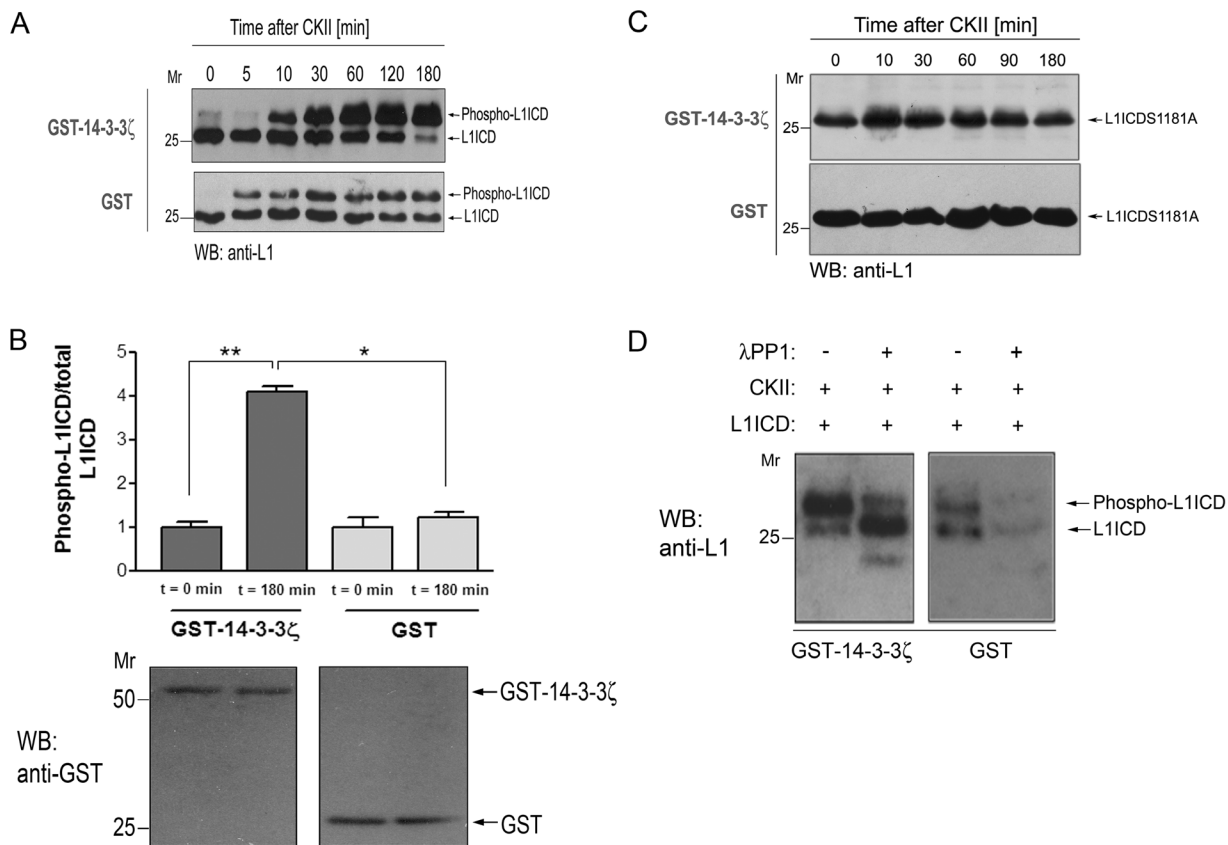 A
Time after CKII [min]
Mr 0 5 10 30 60 120 180
GST-14-3-3ζ
Phospho-L1ICD
25
L1ICD
GST
Phospho-L1ICD
25
L1ICD
WB: anti-L1
B
Phospho-L1ICD/total
L1ICD
5
4
3
2
1
0
** *
t = 0 min t = 180 min t = 0 min t = 180 min
GST-14-3-3ζ GST
Mr
50
GST-14-3-3ζ
WB:
anti-GST
25
GST
C
Time after CKII [min]
0 10 30 60 90 180
Mr
GST-14-3-3ζ
25
L1ICDS1181A
GST
25
L1ICDS1181A
WB: anti-L1
D
λPP1: - + - +
CKII: + + + +
L1ICD: + + + +
Mr
Phospho-L1ICD
WB:
anti-L1
25
L1ICD
GST-14-3-3ζ GST